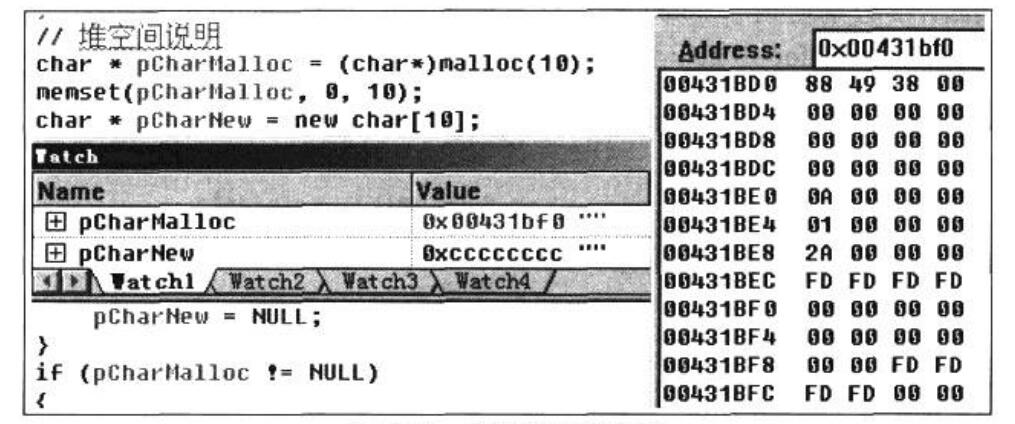 // 堆空间说明
char * pCharMalloc = (char*)malloc(10);
memset(pCharMalloc, 0, 10);
char * pCharNew = new char[10];
Watch
Name Value
pCharMalloc 0x00431bf0 ""
pCharNew 0xcccccccc ""
Watch1 Watch2 Watch3 Watch4
pCharNew = NULL;
}
if (pCharMalloc != NULL)
{
Address: 0x00431bf0
00431BD0 88 49 38 00
00431BD4 00 00 00 00
00431BD8 00 00 00 00
00431BDC 00 00 00 00
00431BE0 0A 00 00 00
00431BE4 01 00 00 00
00431BE8 2A 00 00 00
00431BEC FD FD FD FD
00431BF0 00 00 00 00
00431BF4 00 00 00 00
00431BF8 00 00 FD FD
00431BFC FD FD 00 00